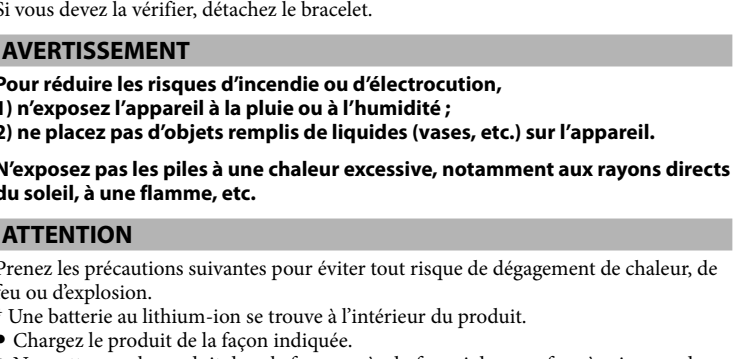 Si vous devez la vérifier, détachez le bracelet.
AVERTISSEMENT
Pour réduire les risques d'incendie ou d'électrocution,
1) n'exposez l'appareil à la pluie ou à l'humidité ;
2) ne placez pas d'objets remplis de liquides (vases, etc.) sur l'appareil.
N'exposez pas les piles à une chaleur excessive, notamment aux rayons directs
du soleil, à une flamme, etc.
ATTENTION
Prenez les précautions suivantes pour éviter tout risque de dégagement de chaleur, de
feu ou d'explosion.
* Une batterie au lithium-ion se trouve à l'intérieur du produit.
• Chargez le produit de la façon indiquée.